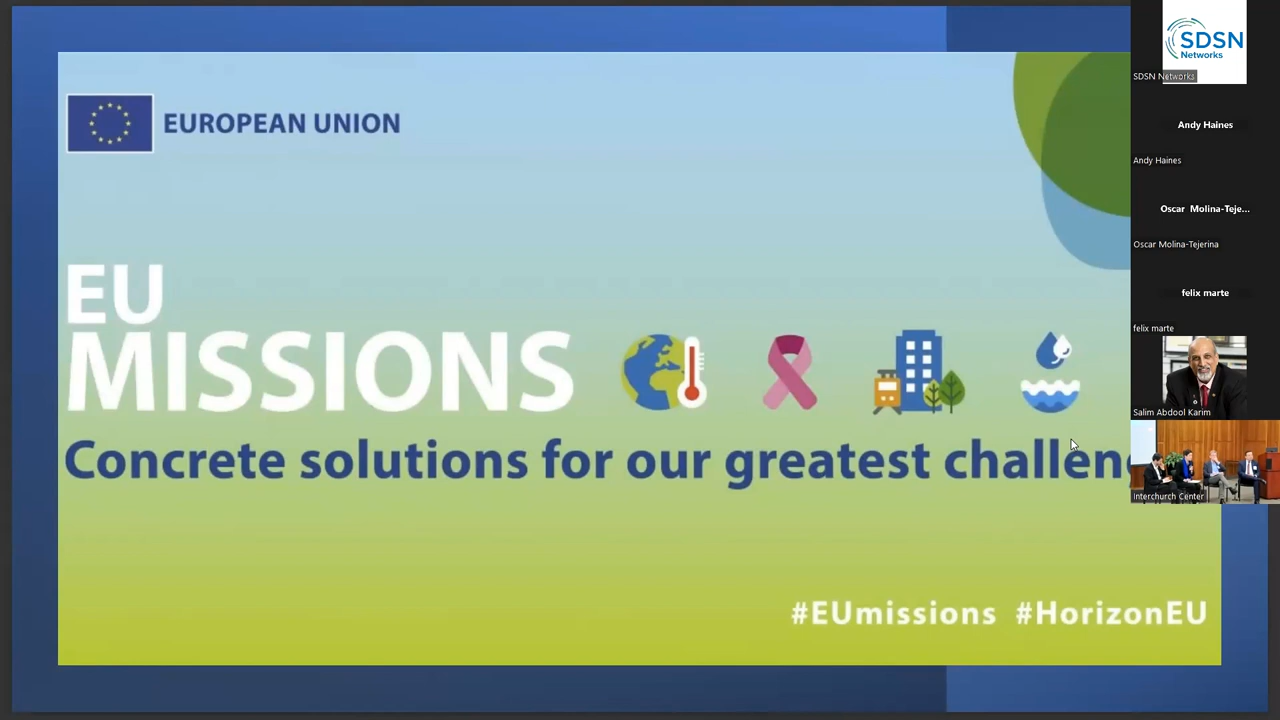 EUROPEAN UNION
EU
MISSIONS
Concrete solutions for our greatest challen
#EUmissions #HorizonEU
SDSN
Networks
SDSN Networks
Andy Haines
Andy Haines
Oscar Molina-Teje...
Oscar Molina-Tejerina
felix marte
felix marte
Salim Abdool Karim
Interchurch Center